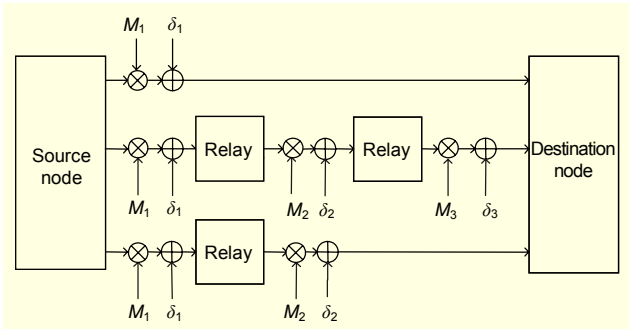 M₁ δ₁
Source
node
Relay
Relay
Destination
node
M₁ δ₁
M₂ δ₂
M₃ δ₃
Relay
M₁ δ₁
M₂ δ₂